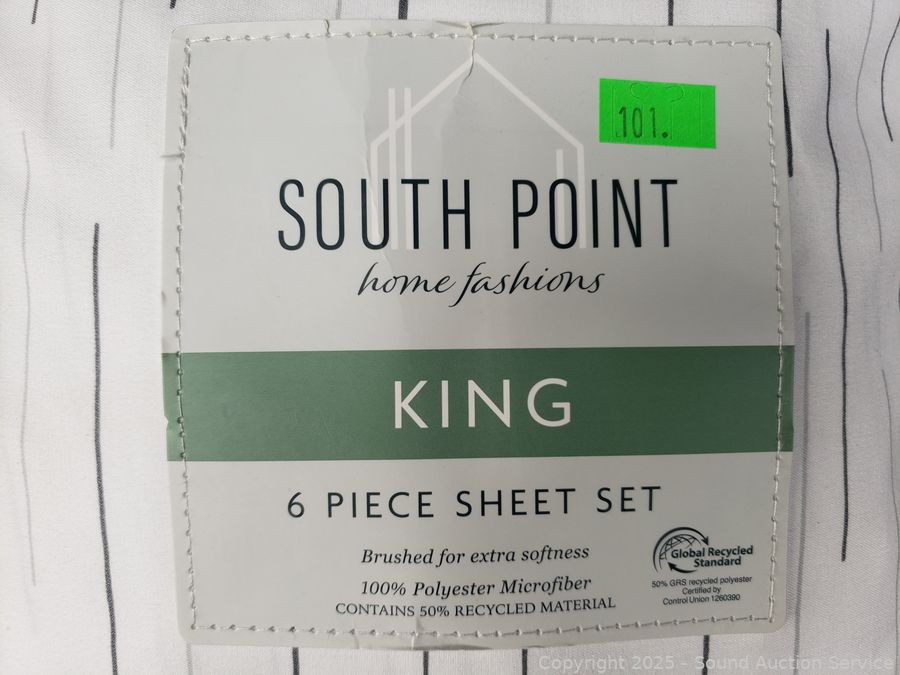 101.
SOUTH POINT
home fashions
KING
6 PIECE SHEET SET
Brushed for extra softness
100% Polyester Microfiber
CONTAINS 50% RECYCLED MATERIAL
Global Recycled
Standard
50% GRS recycled polyester
Certified by
Control Union 1260390
Copyright 2025 - Sound Auction Service